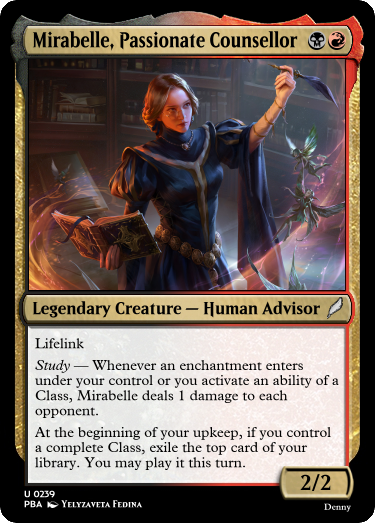 Mirabelle, Passionate Counsellor
Legendary Creature — Human Advisor
Lifelink
Study — Whenever an enchantment enters
under your control or you activate an ability of a
Class, Mirabelle deals 1 damage to each
opponent.
At the beginning of your upkeep, if you control
a complete Class, exile the top card of your
library. You may play it this turn.
2/2
U 0239
PBA Yelyzaveta Fedina
Denny